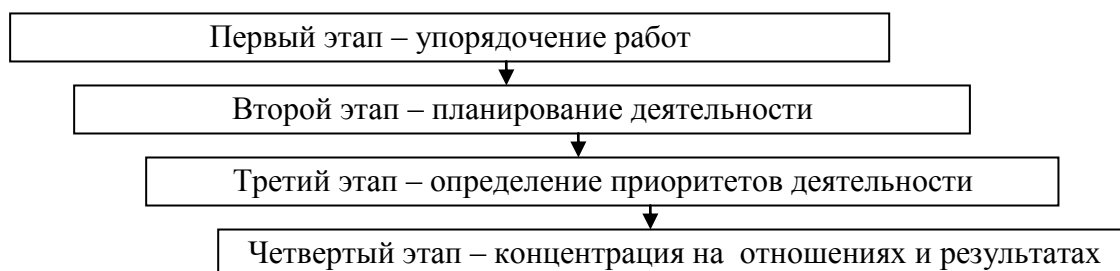 Первый этап – упорядочение работ
Второй этап – планирование деятельности
Третий этап – определение приоритетов деятельности
Четвертый этап – концентрация на отношениях и результатах